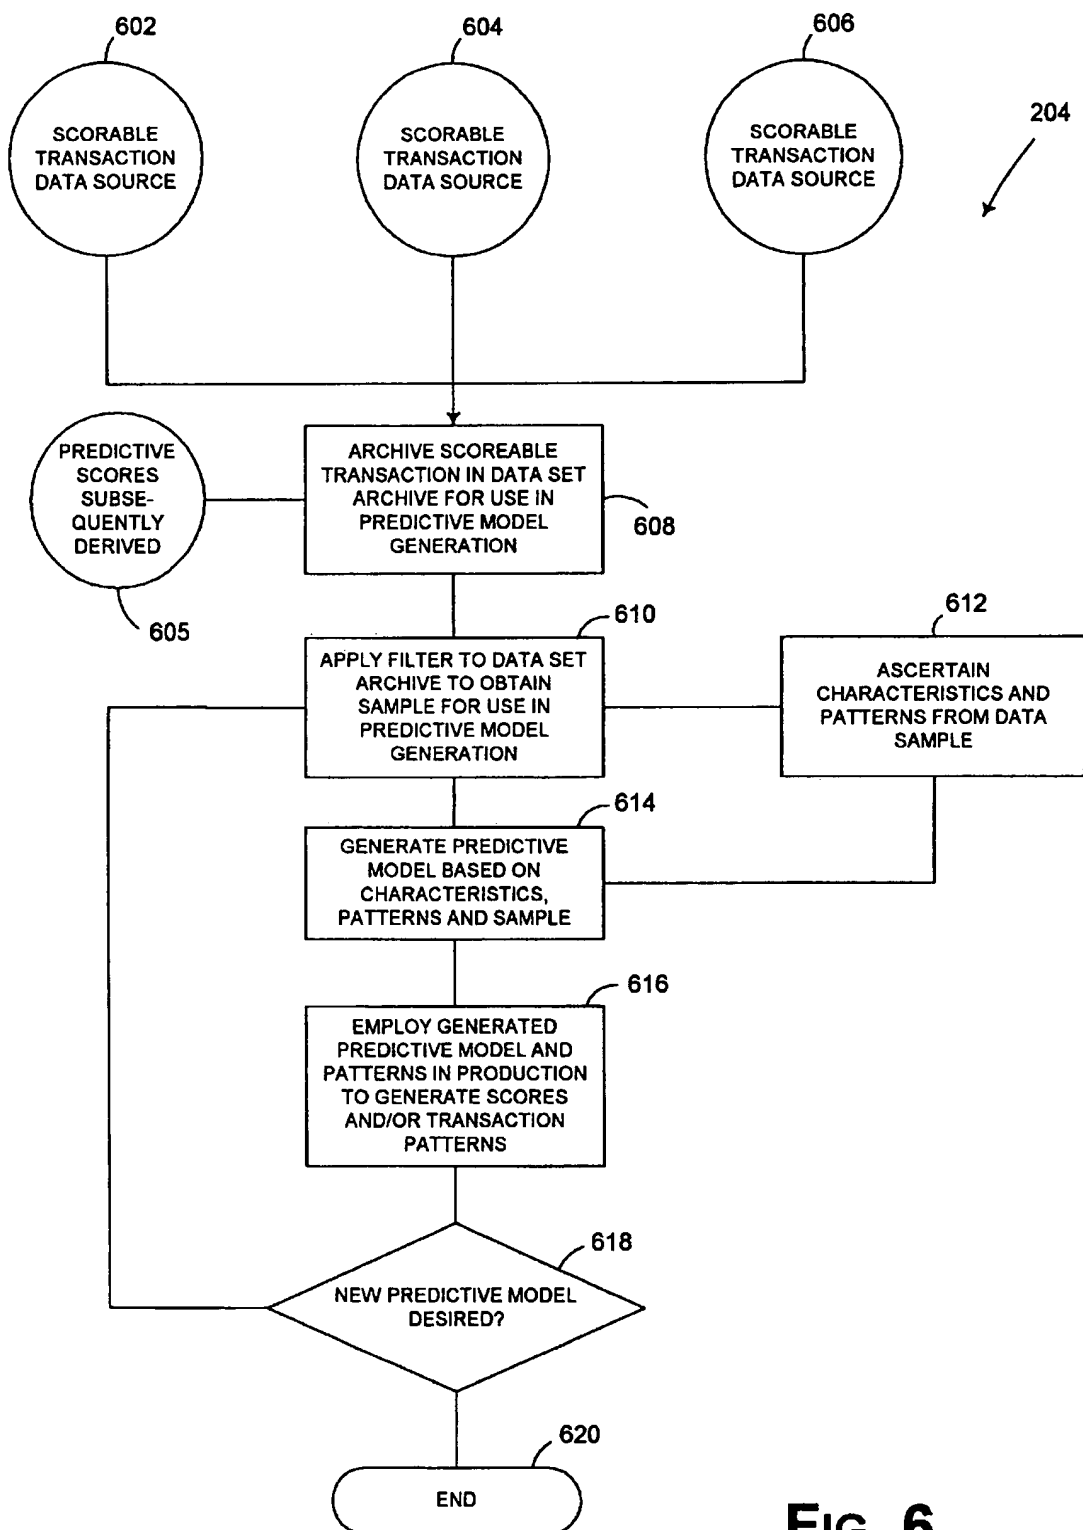 602
604
606
204
SCORABLE
TRANSACTION
DATA SOURCE
SCORABLE
TRANSACTION
DATA SOURCE
SCORABLE
TRANSACTION
DATA SOURCE
PREDICTIVE
SCORES
SUBSE-
QUENTLY
DERIVED
605
ARCHIVE SCOREABLE
TRANSACTION IN DATA SET
ARCHIVE FOR USE IN
PREDICTIVE MODEL
GENERATION
608
610
APPLY FILTER TO DATA SET
ARCHIVE TO OBTAIN
SAMPLE FOR USE IN
PREDICTIVE MODEL
GENERATION
612
ASCERTAIN
CHARACTERISTICS AND
PATTERNS FROM DATA
SAMPLE
614
GENERATE PREDICTIVE
MODEL BASED ON
CHARACTERISTICS,
PATTERNS AND SAMPLE
616
EMPLOY GENERATED
PREDICTIVE MODEL AND
PATTERNS IN PRODUCTION
TO GENERATE SCORES
AND/OR TRANSACTION
PATTERNS
618
NEW PREDICTIVE MODEL
DESIRED?
620
END
FIG. 6